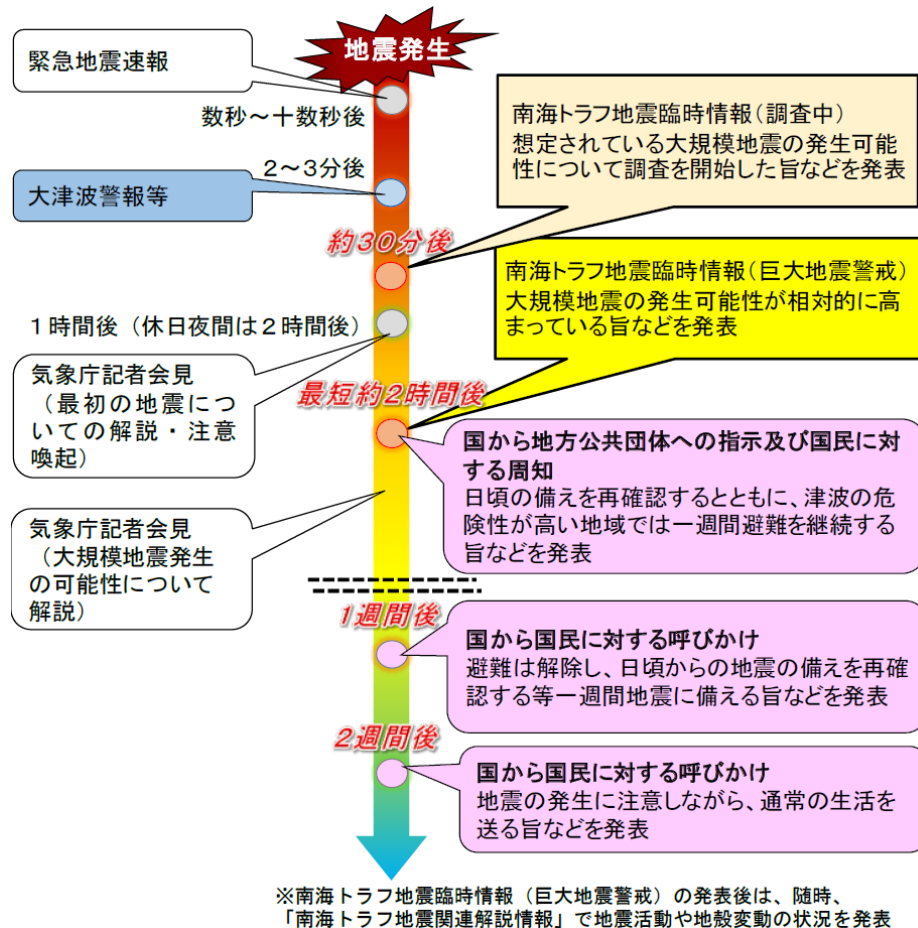 地震発生
緊急地震速報
数秒～十数秒後
南海トラフ地震臨時情報（調査中）
想定されている大規模地震の発生可能
性について調査を開始した旨などを発表
2～3分後
大津波警報等
約30分後
南海トラフ地震臨時情報（巨大地震警戒）
大規模地震の発生可能性が相対的に高
まっている旨などを発表
１時間後（休日夜間は２時間後）
気象庁記者会見
（最初の地震につ
いての解説・注意
喚起）
最短約2時間後
国から地方公共団体への指示及び国民に対
する周知
日頃の備えを再確認するとともに、津波の危
険性が高い地域では一週間避難を継続する
旨などを発表
気象庁記者会見
（大規模地震発生
の可能性について
解説）
1週間後
国から国民に対する呼びかけ
避難は解除し、日頃からの地震の備えを再確
認する等一週間地震に備える旨などを発表
2週間後
国から国民に対する呼びかけ
地震の発生に注意しながら、通常の生活を
送る旨などを発表
※南海トラフ地震臨時情報（巨大地震警戒）の発表後は、随時、
「南海トラフ地震関連解説情報」で地震活動や地殻変動の状況を発表